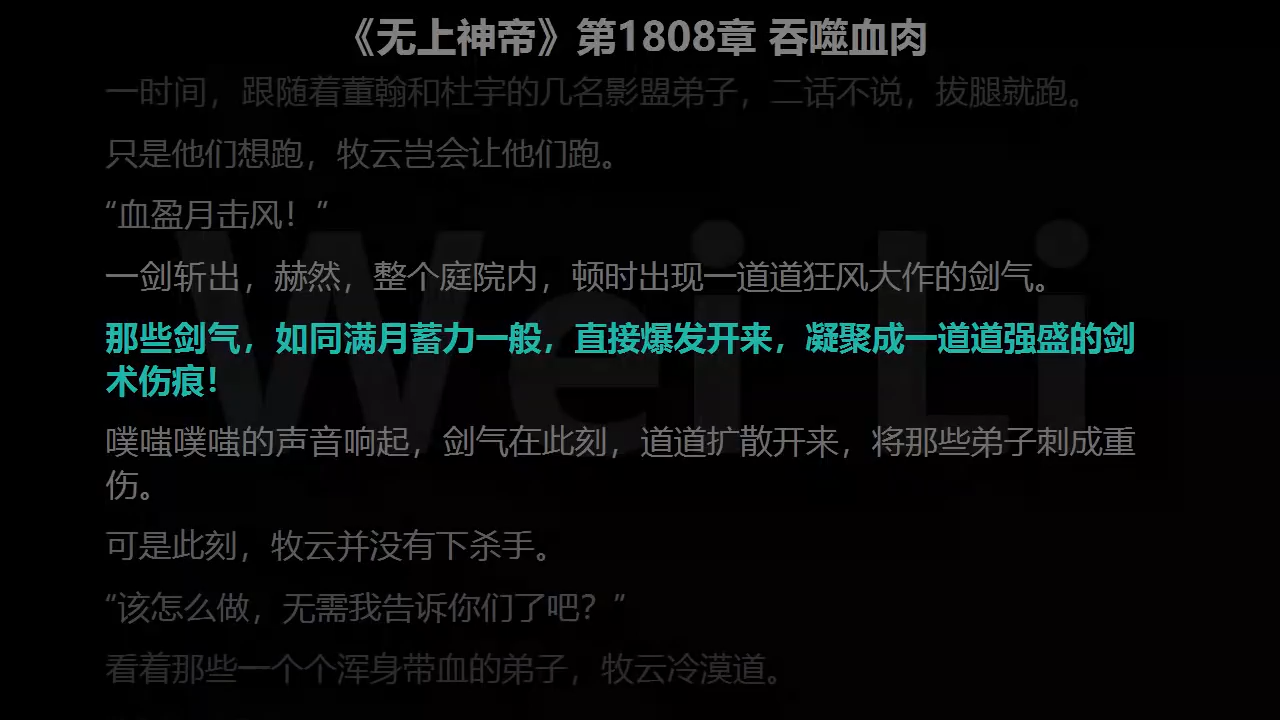 《无上神帝》第1808章 吞噬血肉
一时间，跟随着董翰和杜宇的几名影盟弟子，二话不说，拔腿就跑。
只是他们想跑，牧云岂会让他们跑。
“血盈月击风！”
一剑斩出，赫然，整个庭院内，顿时出现一道道狂风大作的剑气。
那些剑气，如同满月蓄力一般，直接爆发开来，凝聚成一道道强盛的剑
术伤痕！
噗嗤噗嗤的声音响起，剑气在此刻，道道扩散开来，将那些弟子刺成重
伤。
可是此刻，牧云并没有下杀手。
“该怎么做，无需我告诉你们了吧？”
看着那些一个个浑身带血的弟子，牧云冷漠道。
Wei Li